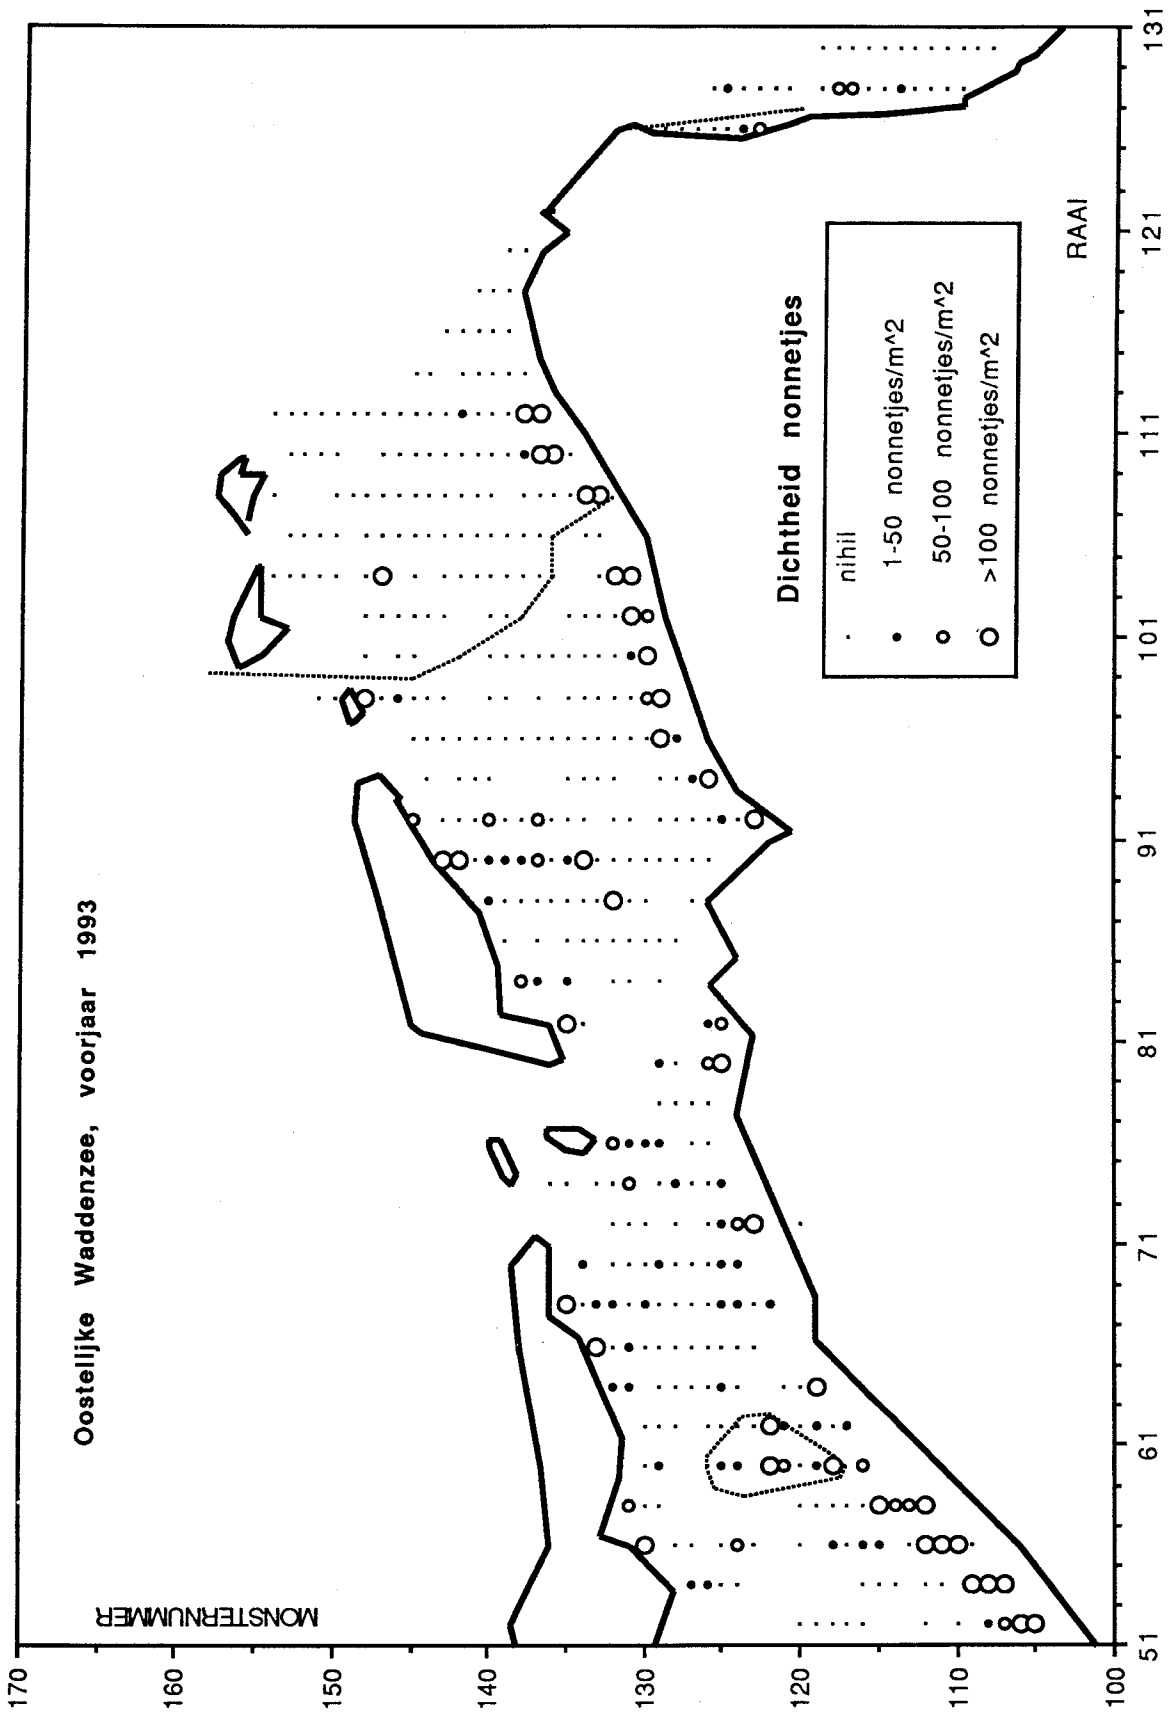 Oostelijke Waddenzee, voorjaar 1993
MONSTERNUMMER
170
160
150
140
130
120
110
100
51
61
71
81
91
101
111
121
131
RAAI
Dichtheid nonnetjes
nihil
1-50 nonnetjes/m^2
50-100 nonnetjes/m^2
>100 nonnetjes/m^2